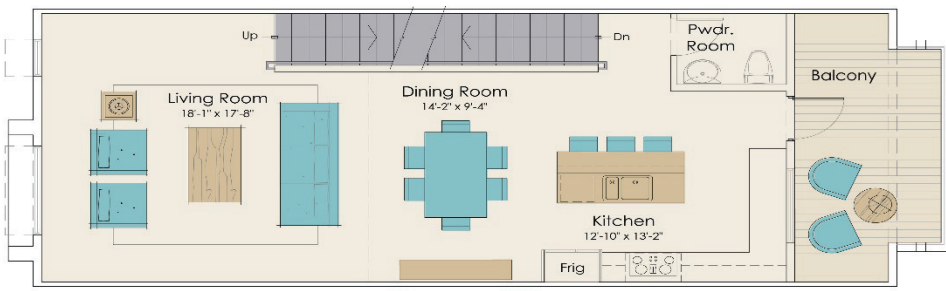 Up
Dn
Pwdr.
Room
Balcony
Living Room
18'-1" x 17'-8"
Dining Room
14'-2" x 9'-4"
Kitchen
12'-10" x 13'-2"
Frig